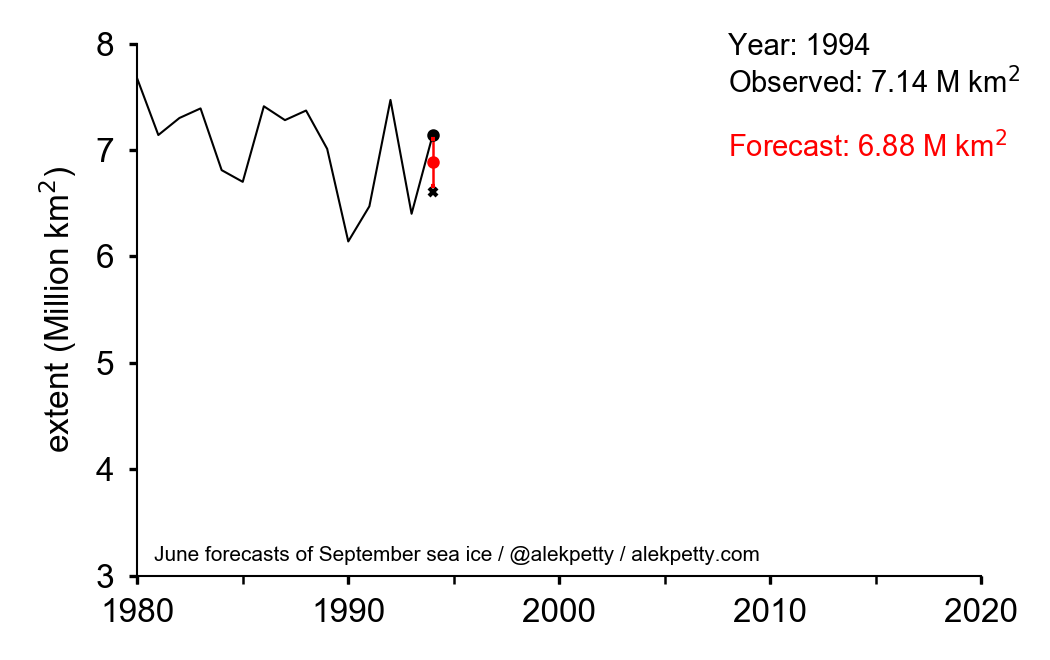 Year: 1994
Observed: 7.14 M km²
Forecast: 6.88 M km²
extent (Million km²)
8
7
6
5
4
3
June forecasts of September sea ice / @alekpetty / alekpetty.com
1980 1990 2000 2010 2020